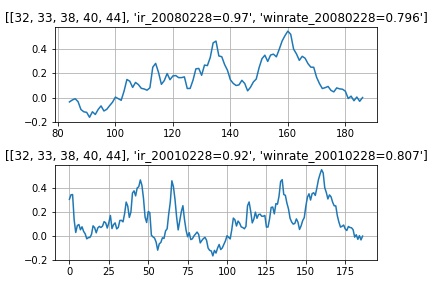 [[32, 33, 38, 40, 44], 'ir_20080228=0.97', 'winrate_20080228=0.796']
0.4
0.2
0.0
−0.2
80 100 120 140 160 180
[[32, 33, 38, 40, 44], 'ir_20010228=0.92', 'winrate_20010228=0.807']
0.4
0.2
0.0
−0.2
0 25 50 75 100 125 150 175